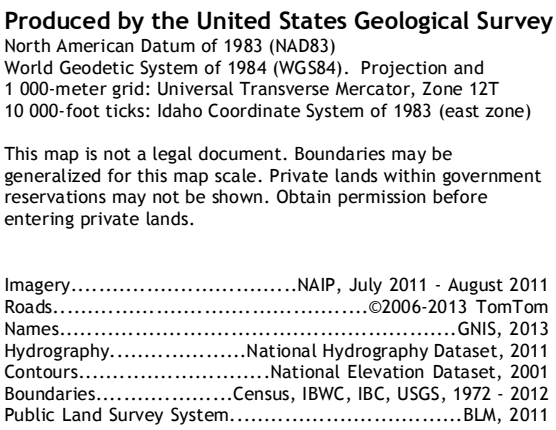 Produced by the United States Geological Survey
North American Datum of 1983 (NAD83)
World Geodetic System of 1984 (WGS84).  Projection and
1 000-meter grid: Universal Transverse Mercator, Zone 12T
10 000-foot ticks: Idaho Coordinate System of 1983 (east zone)
This map is not a legal document. Boundaries may be
generalized for this map scale. Private lands within government
reservations may not be shown. Obtain permission before
entering private lands.
Imagery.................................NAIP, July 2011 - August 2011
Roads..............................................©2006-2013 TomTom
Names..........................................................GNIS, 2013
Hydrography....................National Hydrography Dataset, 2011
Contours............................National Elevation Dataset, 2001
Boundaries....................Census, IBWC, IBC, USGS, 1972 - 2012
Public Land Survey System..................................BLM, 2011